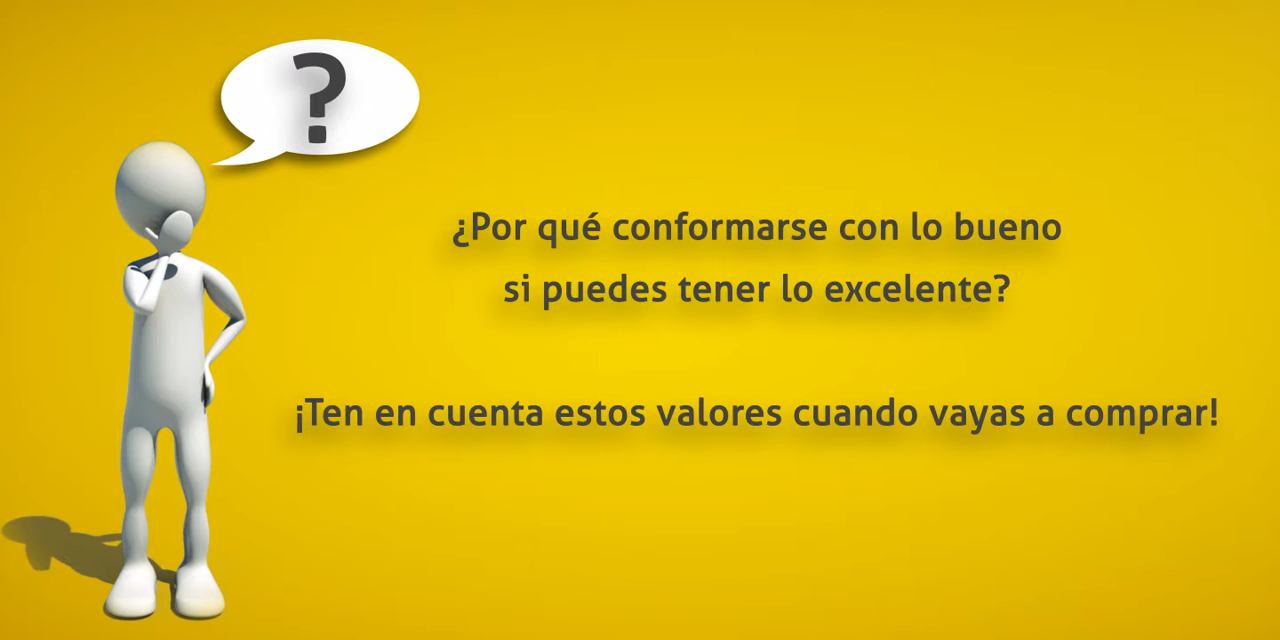 ?
¿Por qué conformarse con lo bueno
si puedes tener lo excelente?
¡Ten en cuenta estos valores cuando vayas a comprar!